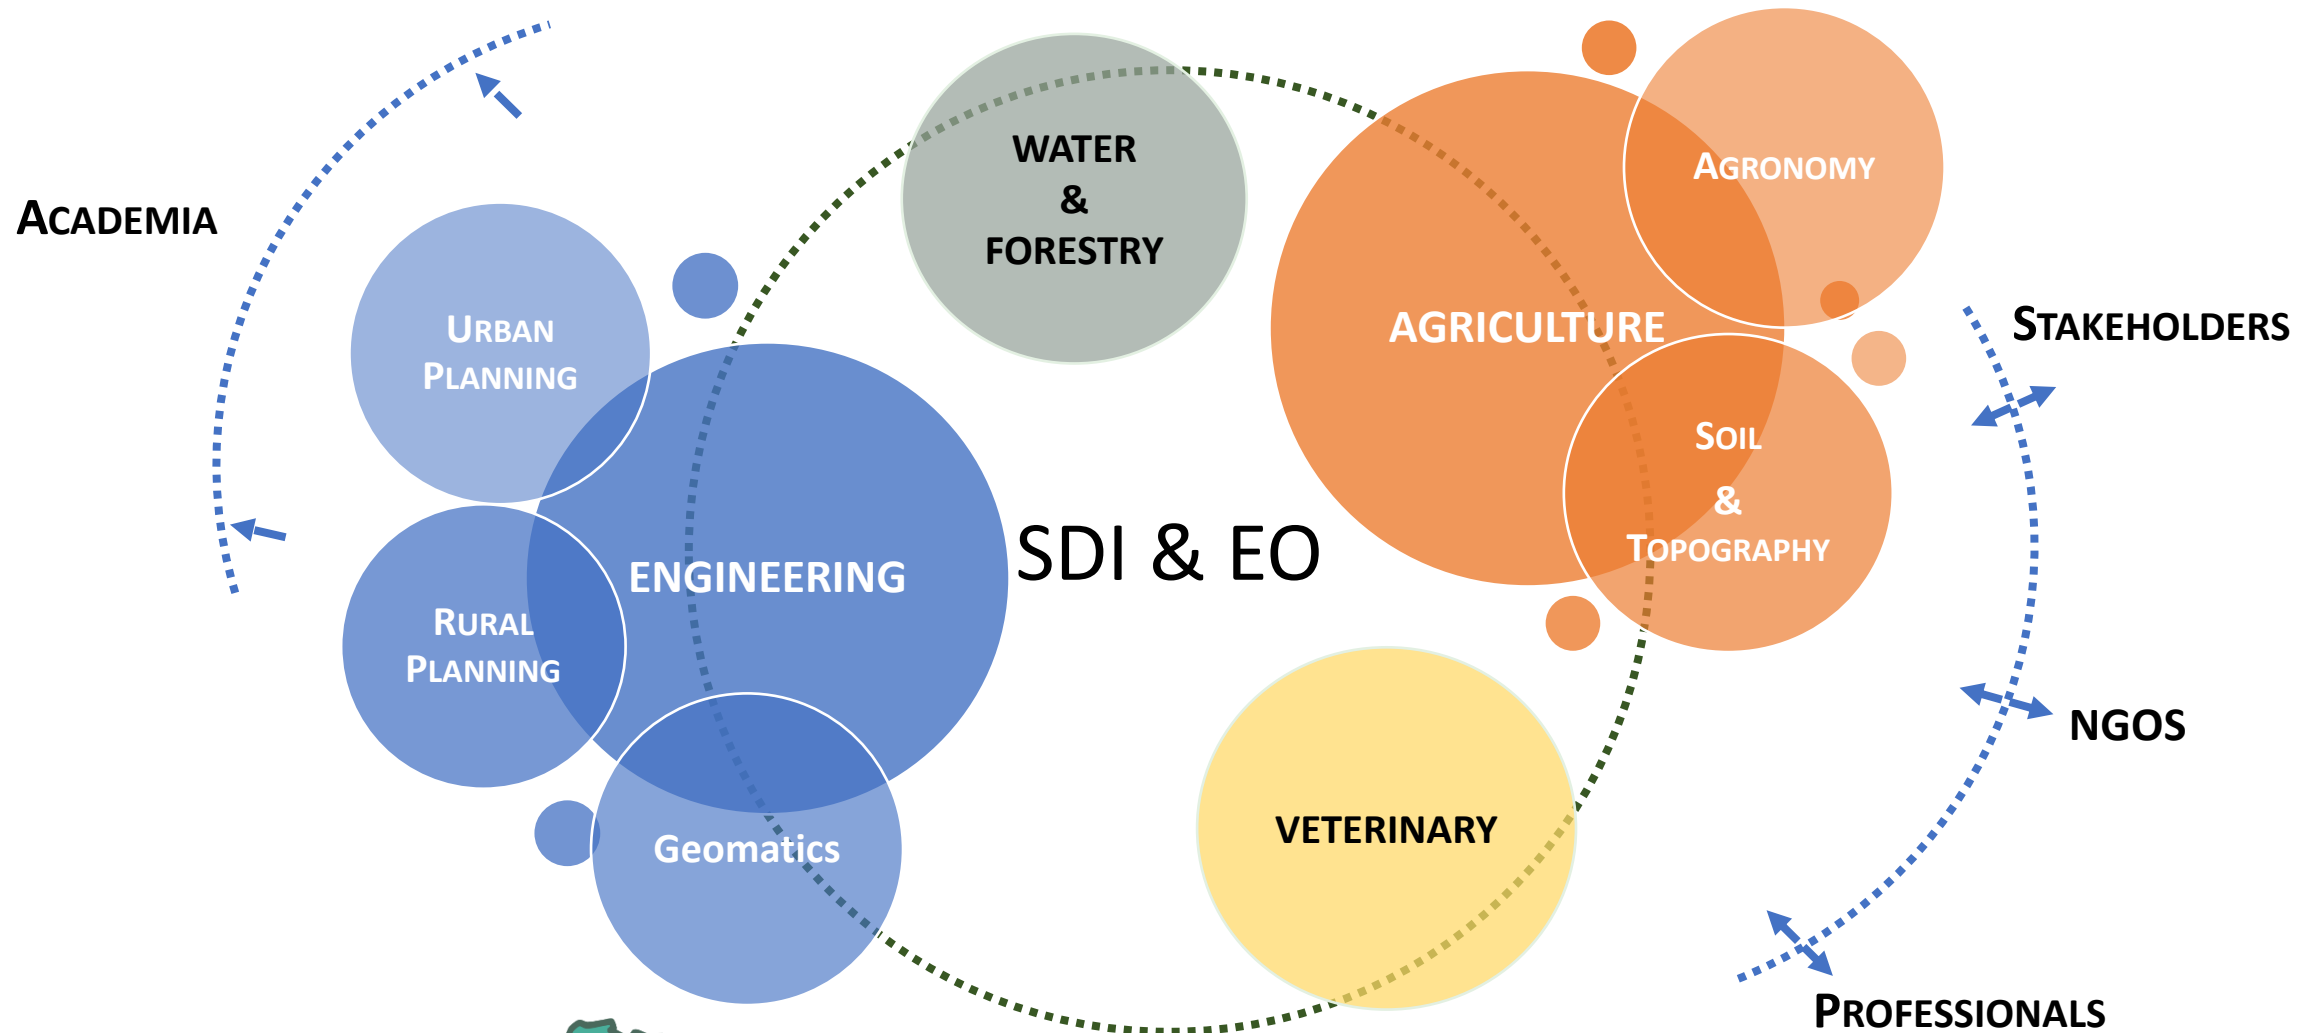 ACADEMIA
URBAN
PLANNING
RURAL
PLANNING
ENGINEERING
Geomatics
WATER
&
FORESTRY
SDI & EO
AGRICULTURE
AGRONOMY
SOIL
&
TOPOGRAPHY
VETERINARY
STAKEHOLDERS
NGOS
PROFESSIONALS